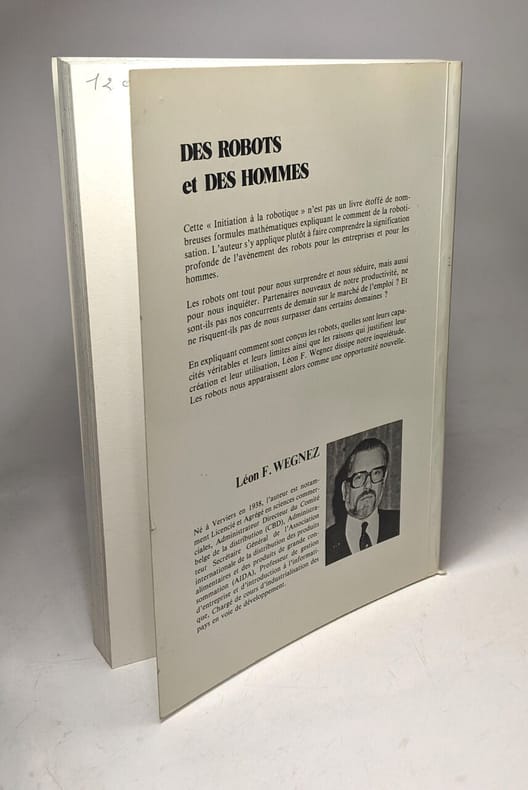 12
DES ROBOTS
et DES HOMMES
Cette « Initiation à la robotique » n'est pas un livre étoffé de nom-
breuses formules mathématiques expliquant le comment de la roboti-
sation. L'auteur s'y applique plutôt à faire comprendre la signification
profonde de l'avènement des robots pour les entreprises et pour les
hommes.
Les robots ont tout pour nous surprendre et nous séduire, mais aussi
pour nous inquiéter. Partenaires nouveaux de notre productivité, ne
sont-ils pas nos concurrents de demain sur le marché de l'emploi ? Et
ne risquent-ils pas de nous surpasser dans certains domaines ?
En expliquant comment sont conçus les robots, quelles sont leurs capa-
cités véritables et leurs limites ainsi que les raisons qui justifient leur
création et leur utilisation, Léon F. Wegnez dissipe notre inquiétude.
Les robots nous apparaissent alors comme une opportunité nouvelle.
Léon F. WEGNEZ
Né à Verviers en 1938, l'auteur est notam-
ment Licencié et Agrégé en sciences commer-
ciales, Administrateur Directeur du Comité
belge de la distribution (CBD), Administra-
teur Secrétaire Général de l'Association
internationale de la distribution des produits
alimentaires et des produits de grande con-
sommation (AIDA), Professeur de gestion
d'entreprise et d'introduction à l'informati-
que, Chargé de cours d'industrialisation des
pays en voie de développement.